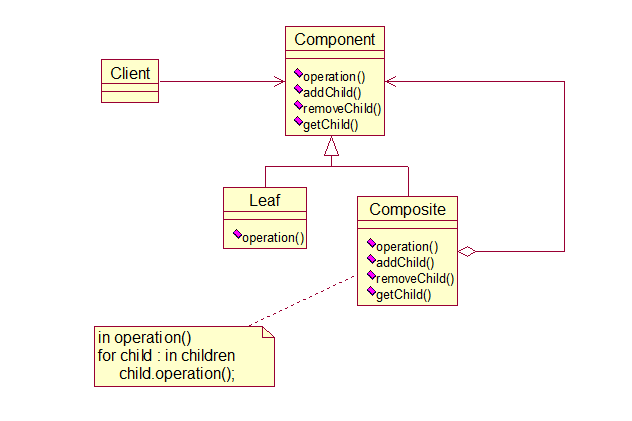 Component
operation()
addChild()
removeChild()
getChild()
Client
Leaf
operation()
Composite
operation()
addChild()
removeChild()
getChild()
in operation()
for child : in children
child.operation();